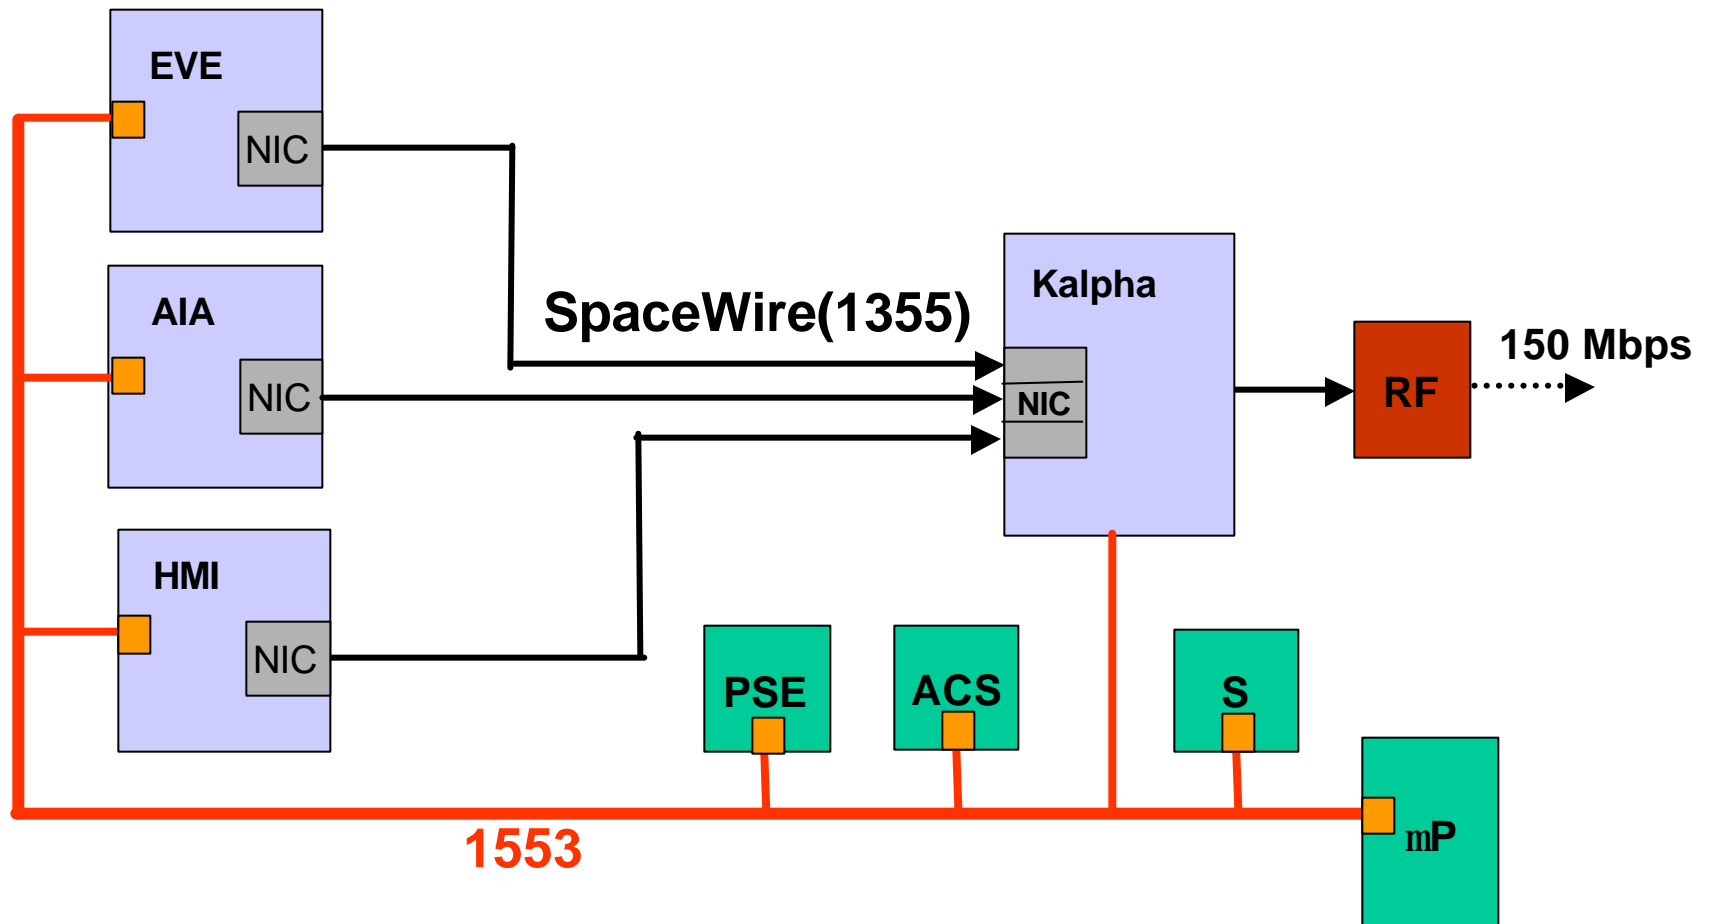 EVE
NIC
AIA
NIC
HMI
NIC
SpaceWire(1355)
Kalpha
NIC
RF
150 Mbps
PSE
ACS
S
mP
1553